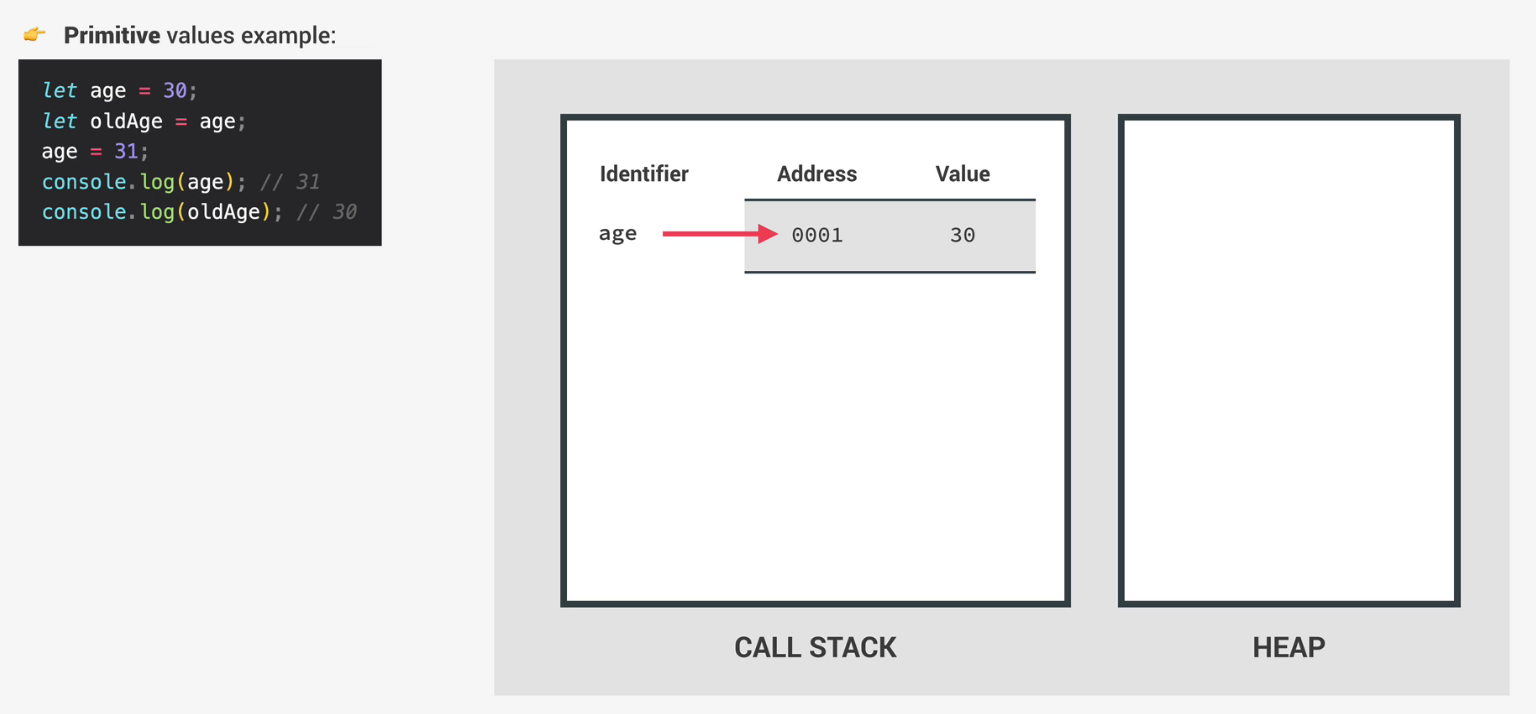 👉 Primitive values example:
let age = 30;
let oldAge = age;
age = 31;
console.log(age); // 31
console.log(oldAge); // 30
Identifier Address Value
age 0001 30
CALL STACK
HEAP